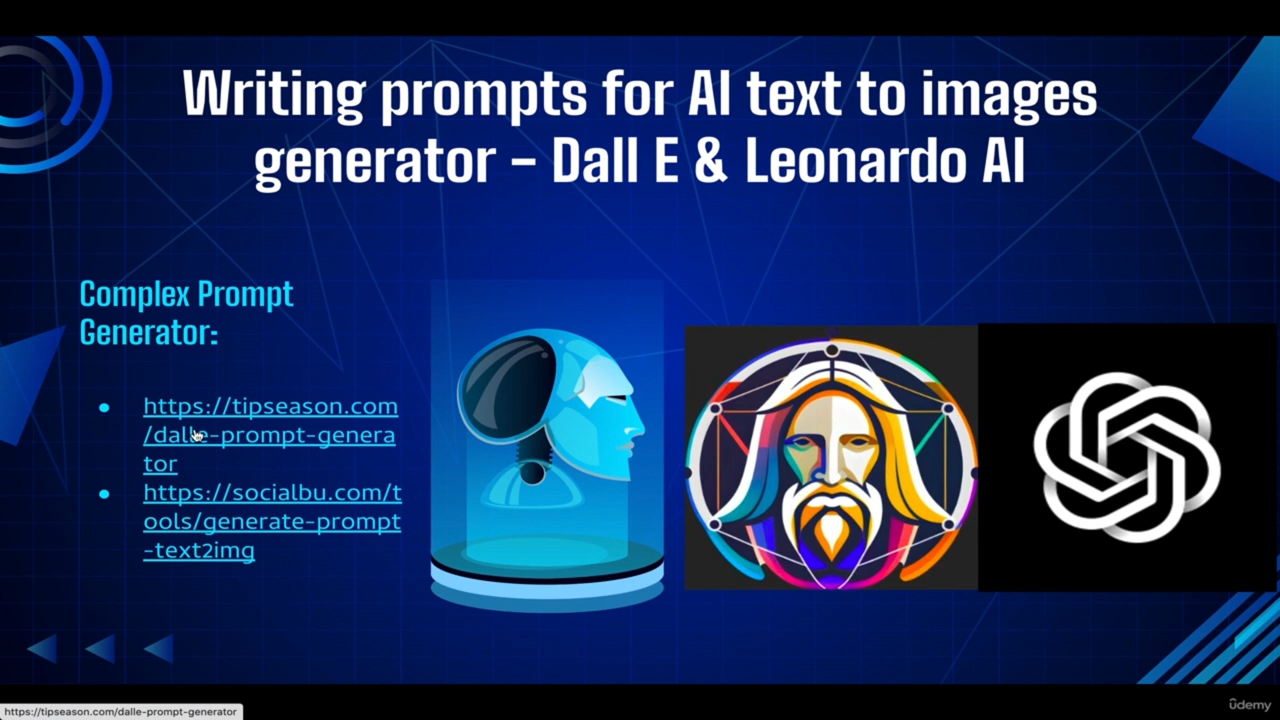 Writing prompts for AI text to images
generator - Dall E & Leonardo AI
Complex Prompt
Generator:
https://tipseason.com
/dalle-prompt-genera
tor
https://socialbu.com/t
ools/generate-prompt
-text2img
https://tipseason.com/dalle-prompt-generator
ûdemy